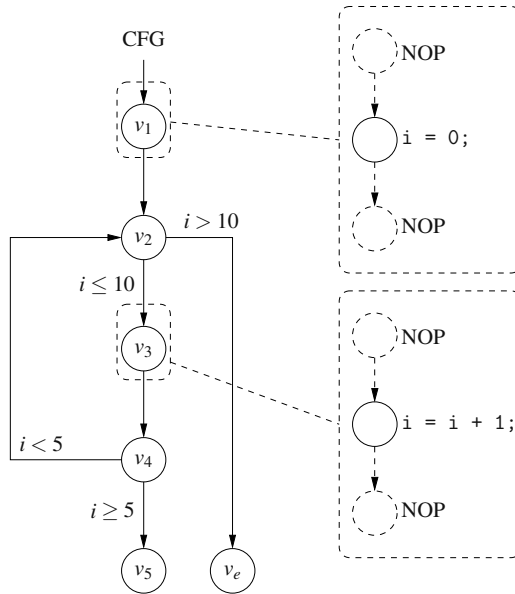 CFG
NOP
v1
i = 0;
NOP
i > 10
v2
i ≤ 10
NOP
v3
i = i + 1;
i < 5
v4
i ≥ 5
NOP
v5
ve